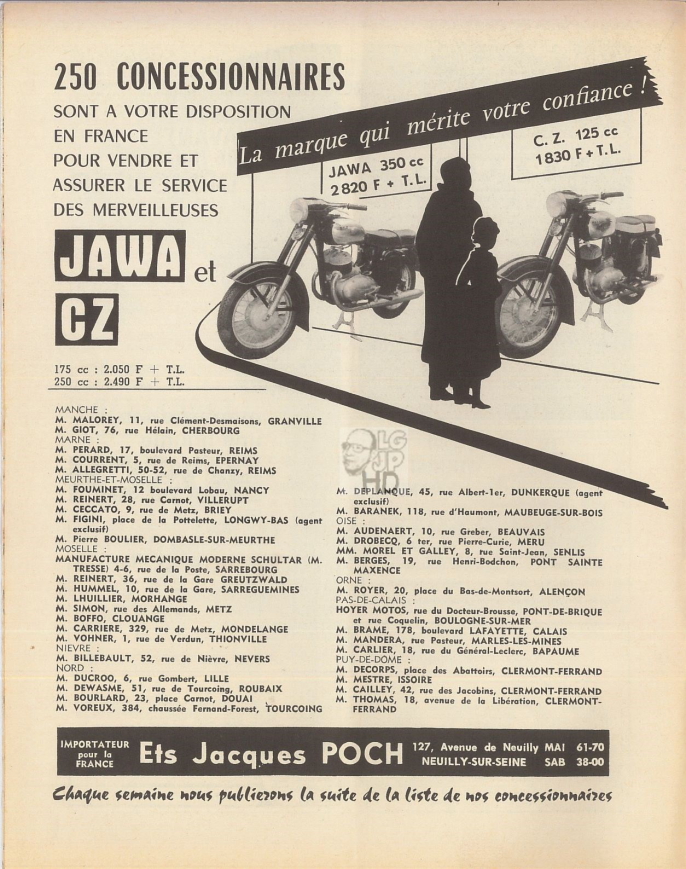 250 CONCESSIONNAIRES
SONT A VOTRE DISPOSITION
EN FRANCE
POUR VENDRE ET
ASSURER LE SERVICE
DES MERVEILLEUSES
JAWA et
CZ
175 cc : 2.050 F + T.L.
250 cc : 2.490 F + T.L.
La marque qui mérite votre confiance !
JAWA 350 cc
2 820 F + T.L.
C. Z. 125 cc
1 830 F + T.L.
MANCHE :
M. MALOREY, 11, rue Clément-Desmaisons, GRANVILLE
M. GIOT, 76, rue Hélain, CHERBOURG
MARNE :
M. PERARD, 17, boulevard Pasteur, REIMS
M. COURRENT, 5, rue de Reims, EPERNAY
M. ALLEGRETTI, 50-52, rue de Chanzy, REIMS
MEURTHE-ET-MOSELLE :
M. FOUMINET, 12 boulevard Lobau, NANCY
M. REINERT, 28, rue Carnot, VILLERUPT
M. CECCATO, 9, rue de Metz, BRIEY
M. FIGINI, place de la Pottelette, LONGWY-BAS (agent
exclusif)
M. Pierre BOULIER, DOMBASLE-SUR-MEURTHE
MOSELLE :
MANUFACTURE MECANIQUE MODERNE SCHULTAR (M.
TRESSE) 4-6, rue de la Poste, SARREBOURG
M. REINERT, 36, rue de la Gare GREUTZWALD
M. HUMMEL, 10, rue de la Gare, SARREGUEMINES
M. LHUILLIER, MORHANGE
M. SIMON, rue des Allemands, METZ
M. BOFFO, CLOUANGE
M. CARRIERE, 329, rue de Metz, MONDELANGE
M. VOHNER, 1, rue de Verdun, THIONVILLE
NIEVRE :
M. BILLEBAULT, 52, rue de Nièvre, NEVERS
NORD :
M. DUCROO, 6, rue Gombert, LILLE
M. DEWASME, 51, rue de Tourcoing, ROUBAIX
M. BOURLARD, 23, place Carnot, DOUAI
M. VOREUX, 384, chaussée Fernand-Forest, TOURCOING
LG
JP
HD
M. DEPLANQUE, 45, rue Albert-1er, DUNKERQUE (agent
exclusif)
M. BARANEK, 118, rue d'Haumont, MAUBEUGE-SUR-BOIS
OISE :
M. AUDENAERT, 10, rue Greber, BEAUVAIS
M. DROBECQ, 6 ter, rue Pierre-Curie, MERU
MM. MOREL ET GALLEY, 8, rue Saint-Jean, SENLIS
M. BERGES, 19, rue Henri-Bodchon, PONT SAINTE
MAXENCE
ORNE :
M. ROYER, 20, place du Bas-de-Montsort, ALENÇON
PAS-DE-CALAIS :
HOYER MOTOS, rue du Docteur-Brousse, PONT-DE-BRIQUE
et rue Coquelin, BOULOGNE-SUR-MER
M. BRAME, 178, boulevard LAFAYETTE, CALAIS
M. MANDERA, rue Pasteur, MARLES-LES-MINES
M. CARLIER, 18, rue du Général-Leclerc, BAPAUME
PUY-DE-DOME :
M. DECORPS, place des Abattoirs, CLERMONT-FERRAND
M. MESTRE, ISSOIRE
M. CAILLEY, 42, rue des Jacobins, CLERMONT-FERRAND
M. THOMAS, 18, avenue de la Libération, CLERMONT-
FERRAND
IMPORTATEUR
pour la
FRANCE
Ets Jacques POCH
127, Avenue de Neuilly MAI 61-70
NEUILLY-SUR-SEINE SAB 38-00
Chaque semaine nous publierons la suite de la liste de nos concessionnaires